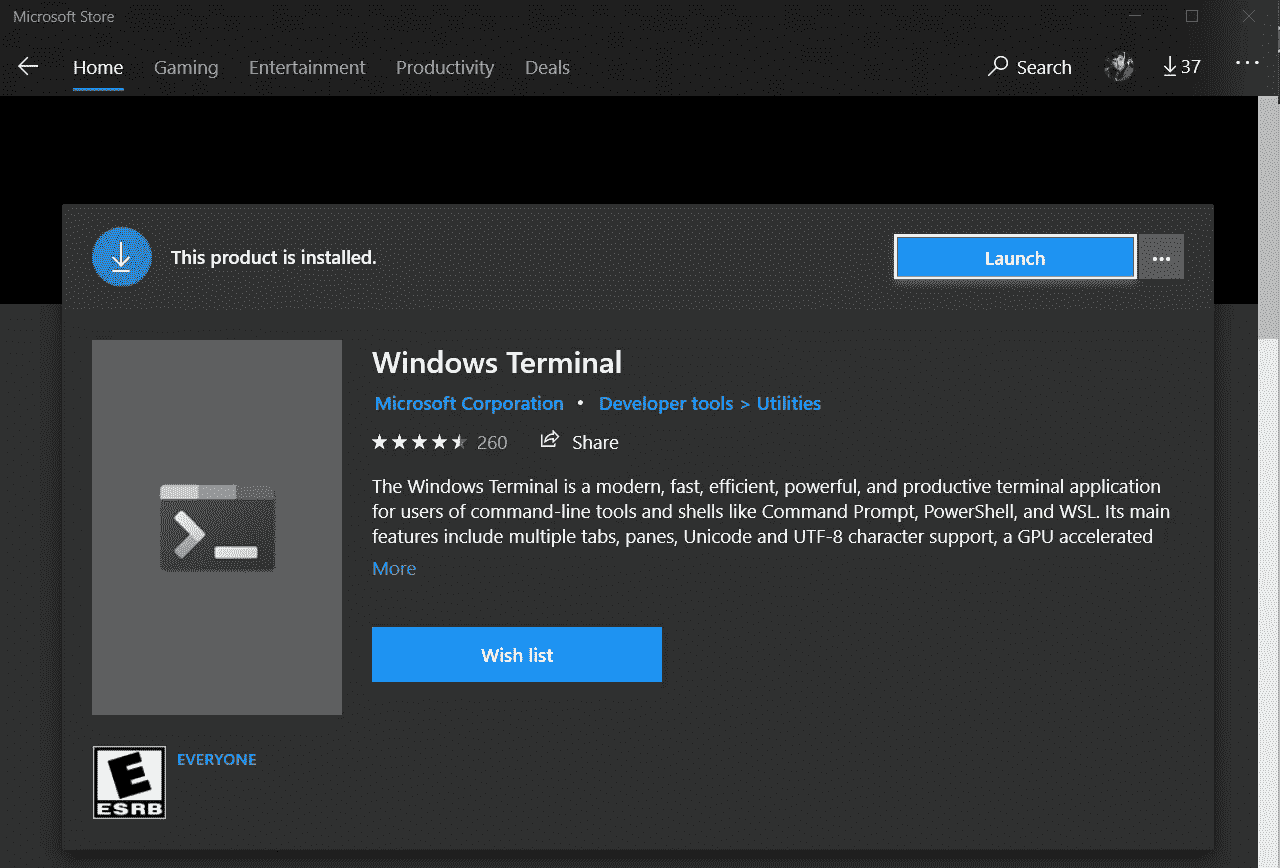 Microsoft Store
Home Gaming Entertainment Productivity Deals Search 37
This product is installed. Launch
Windows Terminal
Microsoft Corporation • Developer tools > Utilities
260 Share
The Windows Terminal is a modern, fast, efficient, powerful, and productive terminal application
for users of command-line tools and shells like Command Prompt, PowerShell, and WSL. Its main
features include multiple tabs, panes, Unicode and UTF-8 character support, a GPU accelerated
More
Wish list
E
EVERYONE
ESRB